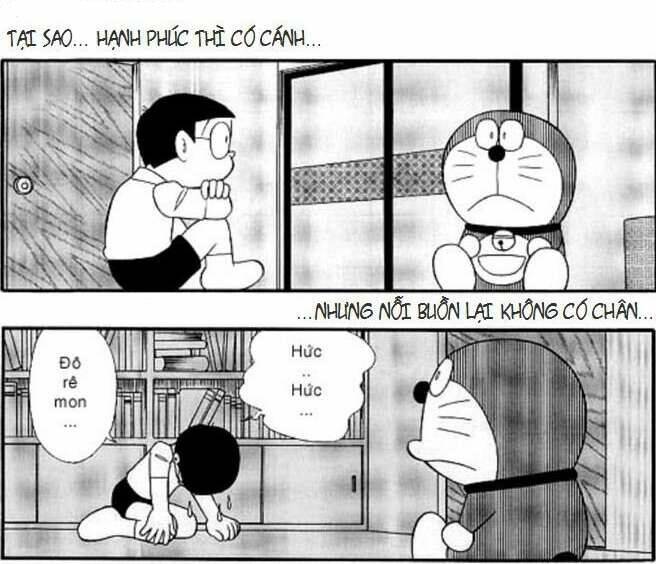 TẠI SAO... HẠNH PHÚC THÌ CÓ CÁNH...
...NHƯNG NỖI BUỒN LẠI KHÔNG CÓ CHÂN...
Đô
rê
mon
...
Hức
..
Hức
...